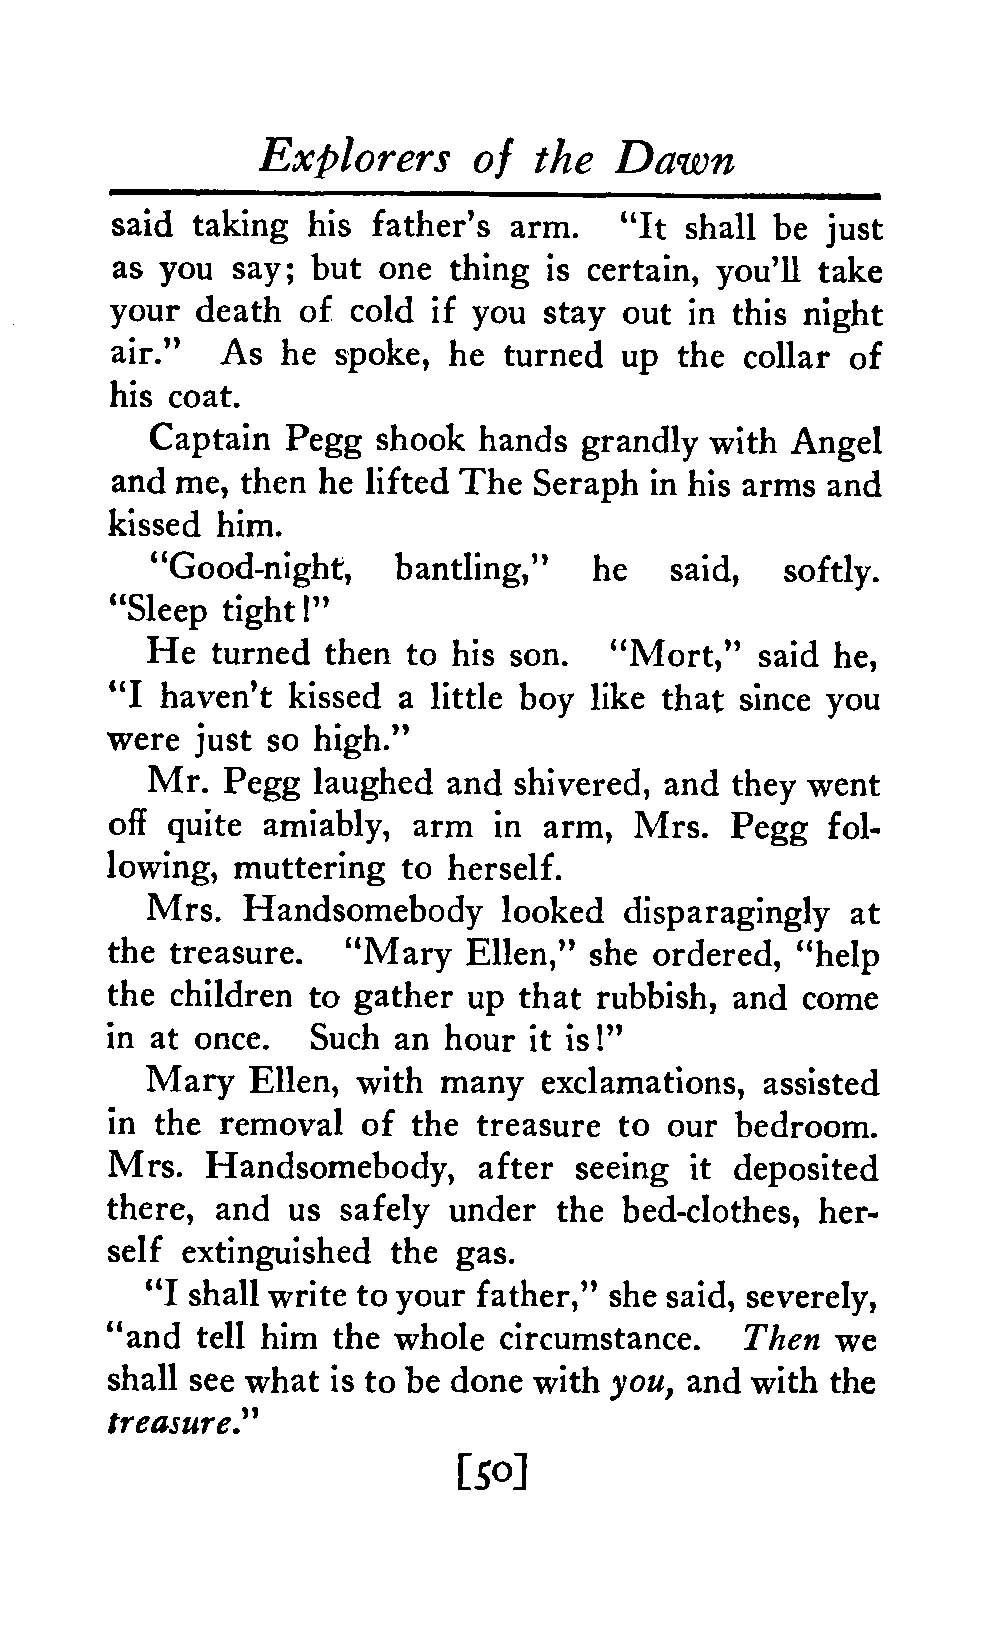 Explorers of the Dawn
said taking his father's arm. "It shall be just
as you say; but one thing is certain, you'll take
your death of cold if you stay out in this night
air." As he spoke, he turned up the collar of
his coat.
Captain Pegg shook hands grandly with Angel
and me, then he lifted The Seraph in his arms and
kissed him.
"Good-night, bantling," he said, softly.
"Sleep tight!"
He turned then to his son. "Mort," said he,
"I haven't kissed a little boy like that since you
were just so high."
Mr. Pegg laughed and shivered, and they went
off quite amiably, arm in arm, Mrs. Pegg fol-
lowing, muttering to herself.
Mrs. Handsomebody looked disparagingly at
the treasure. "Mary Ellen," she ordered, "help
the children to gather up that rubbish, and come
in at once. Such an hour it is!"
Mary Ellen, with many exclamations, assisted
in the removal of the treasure to our bedroom.
Mrs. Handsomebody, after seeing it deposited
there, and us safely under the bed-clothes, her-
self extinguished the gas.
"I shall write to your father," she said, severely,
"and tell him the whole circumstance. Then we
shall see what is to be done with you, and with the
treasure."
[50]